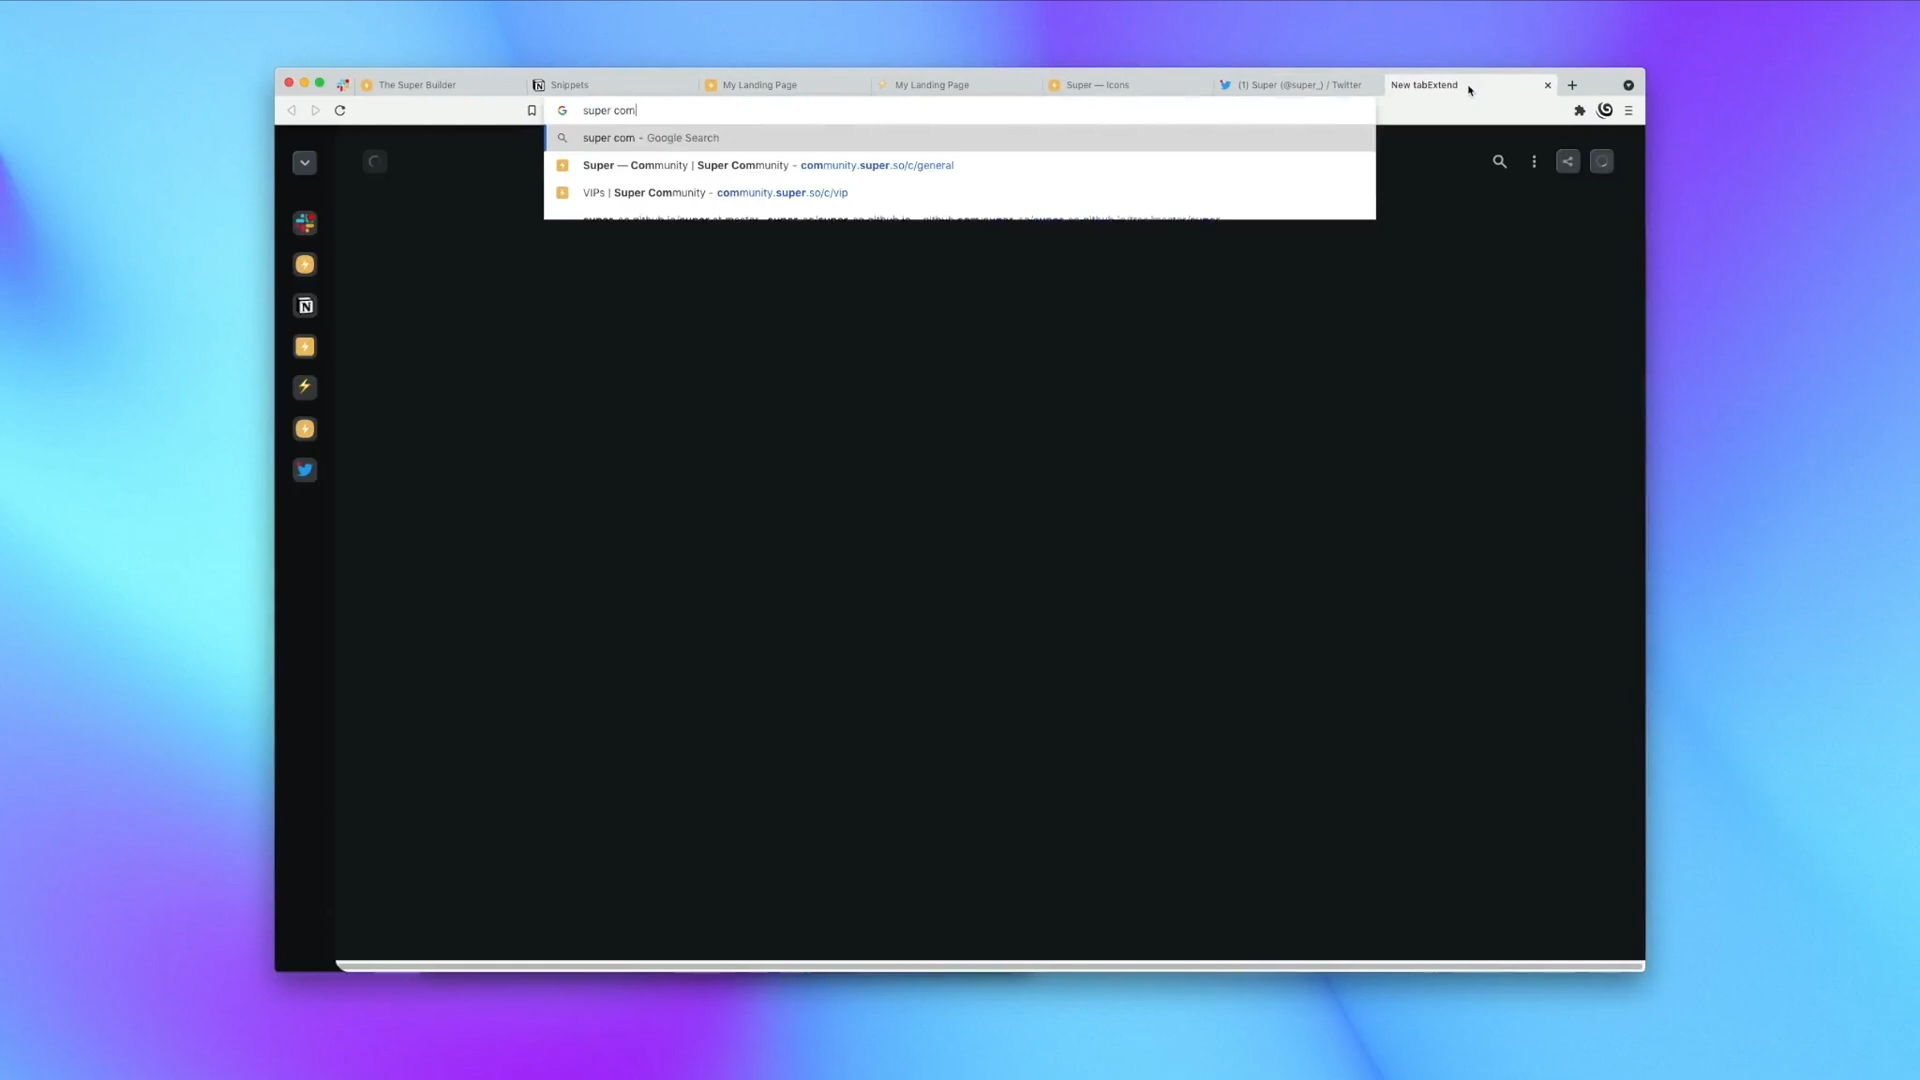 The Super Builder
Snippets
My Landing Page
My Landing Page
Super — Icons
(1) Super (@super_) / Twitter
New tabExtend
super com
super com - Google Search
Super — Community | Super Community - community.super.so/c/general
VIPs | Super Community - community.super.so/c/vip